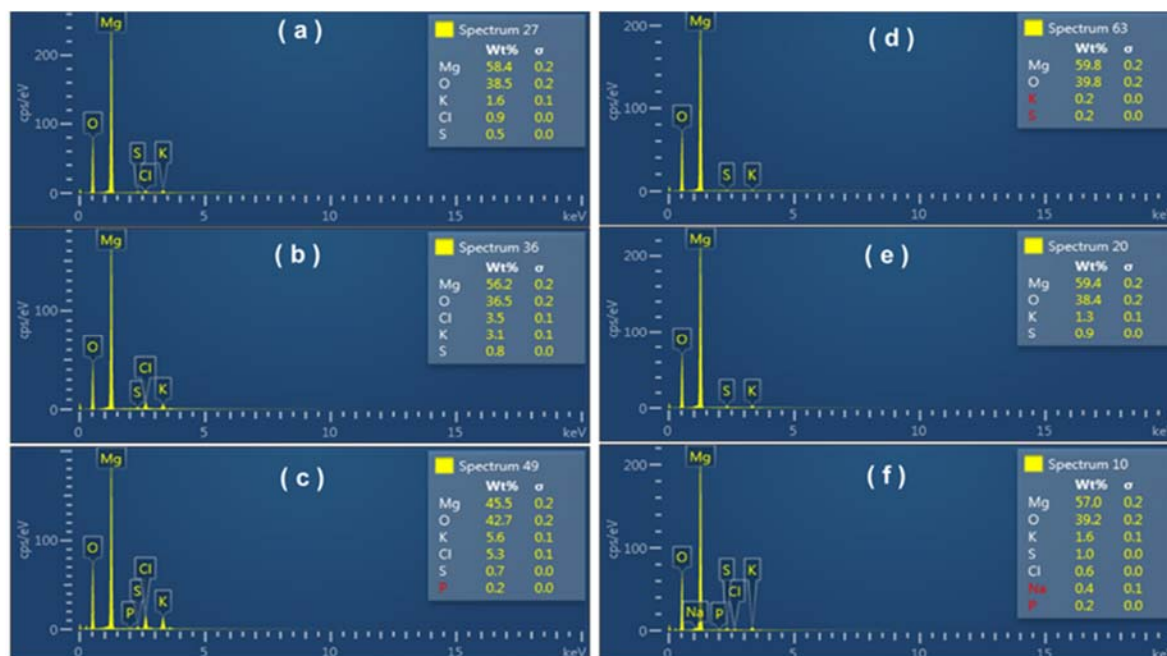 ( a )
Spectrum 27
Wt% σ
Mg 58.4 0.2
O 38.5 0.2
K 1.6 0.1
Cl 0.9 0.0
S 0.5 0.0
Mg
O
S
Cl
K
cps/eV
200
100
0
0 5 10 15 keV
( b )
Spectrum 36
Wt% σ
Mg 56.2 0.2
O 36.5 0.2
Cl 3.5 0.1
K 3.1 0.1
S 0.8 0.0
Mg
O
Cl
S
K
cps/eV
100
0
0 5 10 15 keV
( c )
Spectrum 49
Wt% σ
Mg 45.5 0.2
O 42.7 0.2
K 5.6 0.1
Cl 5.3 0.1
S 0.7 0.0
P 0.2 0.0
Mg
O
Cl
S
P
K
cps/eV
100
0
0 5 10 15 keV
( d )
Spectrum 63
Wt% σ
Mg 59.8 0.2
O 39.8 0.2
K 0.2 0.0
S 0.2 0.0
Mg
O
S
K
cps/eV
200
100
0
0 5 10 15 keV
( e )
Spectrum 20
Wt% σ
Mg 59.4 0.2
O 38.4 0.2
K 1.3 0.1
S 0.9 0.0
Mg
O
S
K
cps/eV
200
100
0
0 5 10 15 keV
( f )
Spectrum 10
Wt% σ
Mg 57.0 0.2
O 39.2 0.2
K 1.6 0.1
S 1.0 0.0
Cl 0.6 0.0
Na 0.4 0.1
P 0.2 0.0
Mg
O
S
K
Cl
Na
P
cps/eV
200
100
0
0 5 10 15 keV